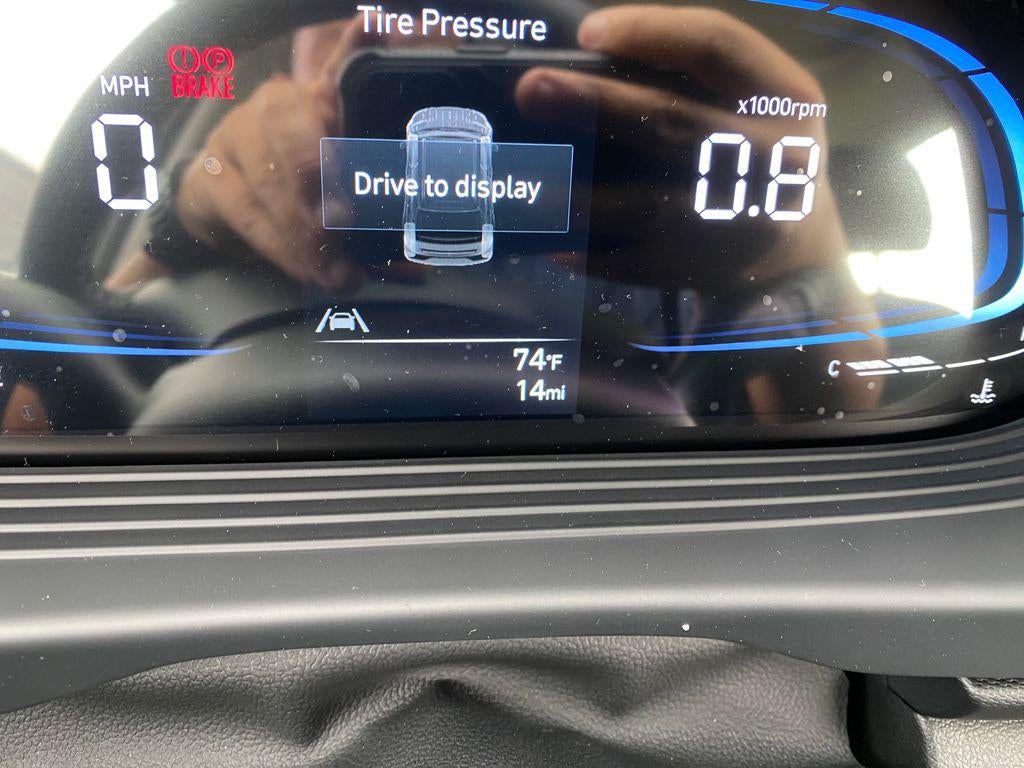 Tire Pressure
MPH
(!) (P)
BRAKE
0
x1000rpm
0.8
Drive to display
74°F
14mi
C